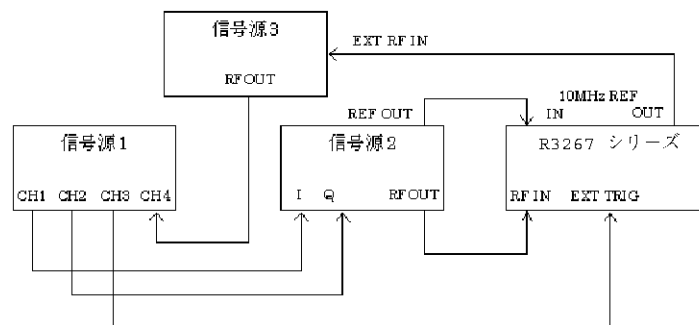 信号源3
EXT RF IN
RFOUT
10MHz REF
REF OUT
IN
OUT
信号源1
信号源2
R3267 シリーズ
CH1 CH2 CH3 CH4
I Q RFOUT
RF IN EXT TRIG